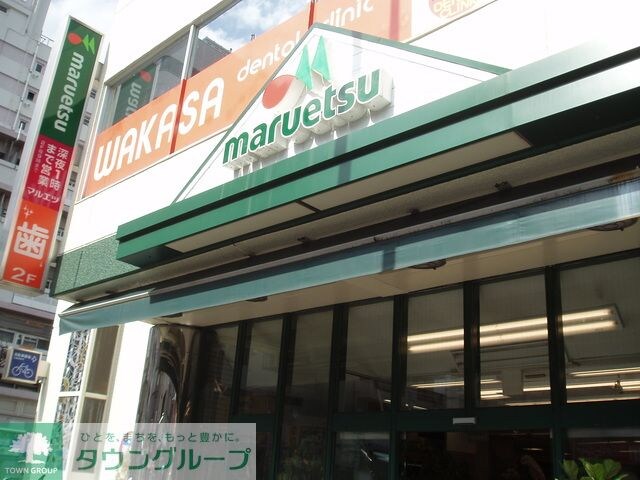 maruetsu
深夜1時
まで営業
マルエツ
歯
2F
WAKASA dental clinic
maruetsu
ひとを、まちを、もっと豊かに。
タウングループ
TOWN GROUP